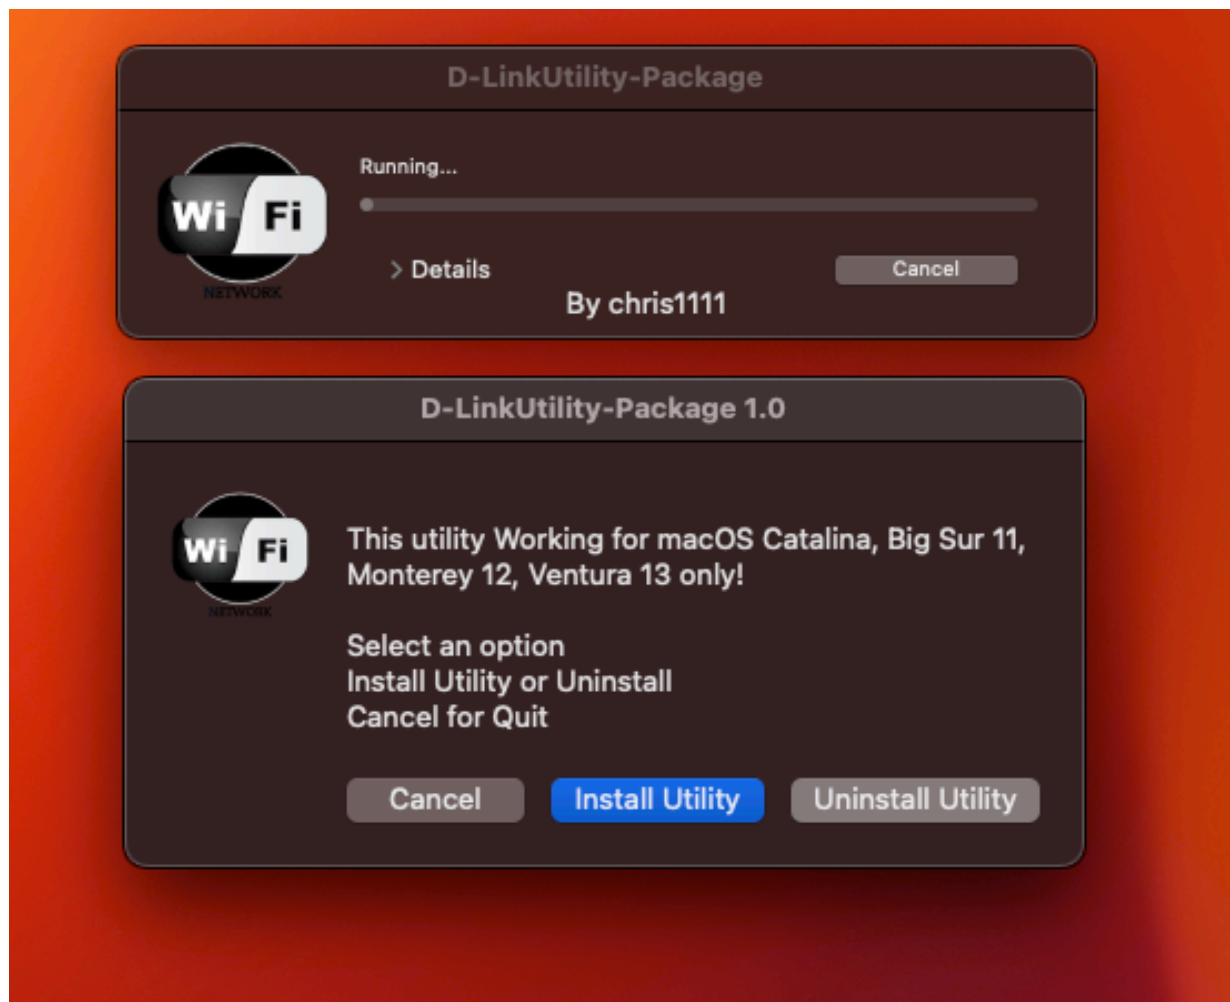 D-LinkUtility-Package
Running...
Wi Fi
> Details
Cancel
NETWORK
By chris1111
D-LinkUtility-Package 1.0
Wi Fi
NETWORK
This utility Working for macOS Catalina, Big Sur 11,
Monterey 12, Ventura 13 only!
Select an option
Install Utility or Uninstall
Cancel for Quit
Cancel
Install Utility
Uninstall Utility